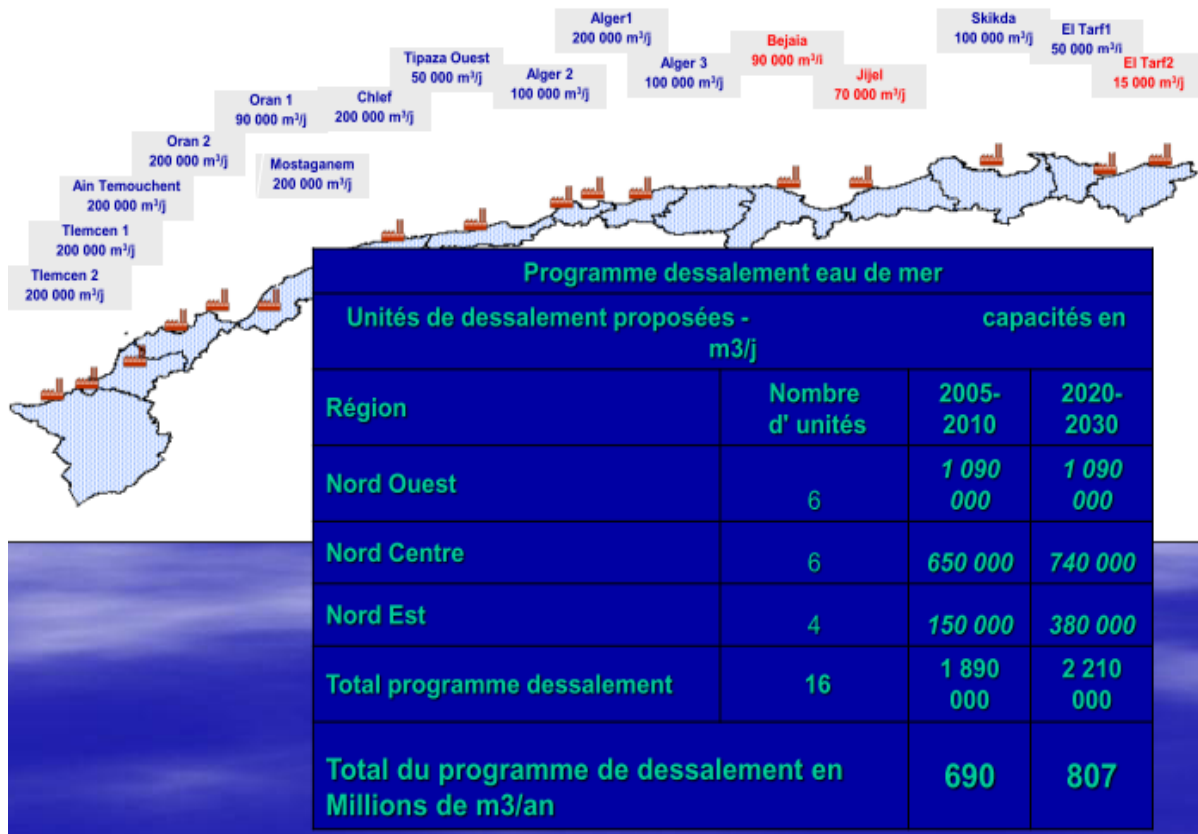 Alger1
200 000 m³/j
Skikda
100 000 m³/j
El Tarf1
50 000 m³/j
Bejaia
90 000 m³/j
Tipaza Ouest
50 000 m³/j
Alger 2
100 000 m³/j
Alger 3
100 000 m³/j
Jijel
70 000 m³/j
El Tarf2
15 000 m³/j
Oran 1
90 000 m³/j
Chlef
200 000 m³/j
Oran 2
200 000 m³/j
Mostaganem
200 000 m³/j
Ain Temouchent
200 000 m³/j
Tlemcen 1
200 000 m³/j
Tlemcen 2
200 000 m³/j
Programme dessalement eau de mer
Unités de dessalement proposées - capacités en
m3/j
Région
Nombre
d' unités
2005-
2010
2020-
2030
Nord Ouest
6
1 090
000
1 090
000
Nord Centre
6
650 000
740 000
Nord Est
4
150 000
380 000
Total programme dessalement
16
1 890
000
2 210
000
Total du programme de dessalement en
Millions de m3/an
690
807